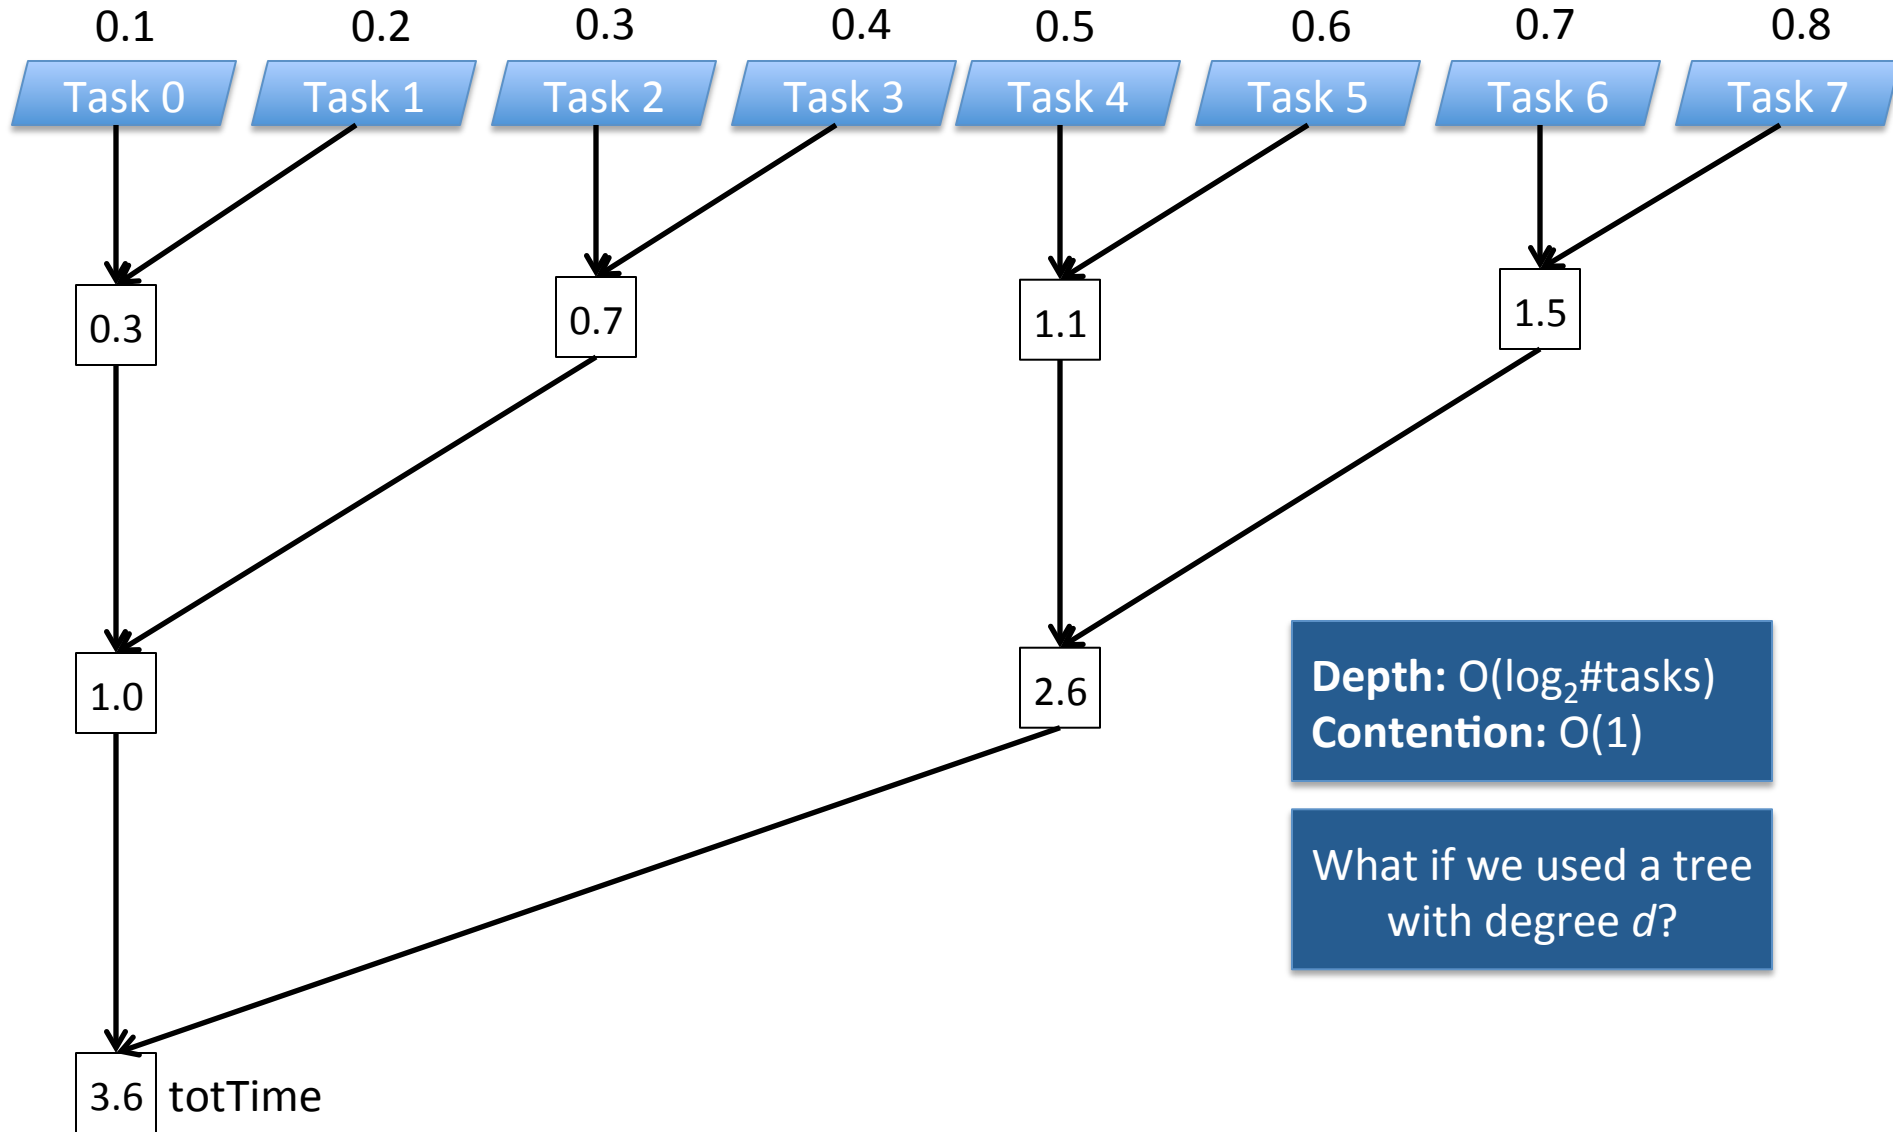 0.1 0.2 0.3 0.4 0.5 0.6 0.7 0.8
Task 0 Task 1 Task 2 Task 3 Task 4 Task 5 Task 6 Task 7
0.3 0.7 1.1 1.5
1.0 2.6
Depth: O(log₂#tasks)
Contention: O(1)
What if we used a tree
with degree d?
3.6 totTime